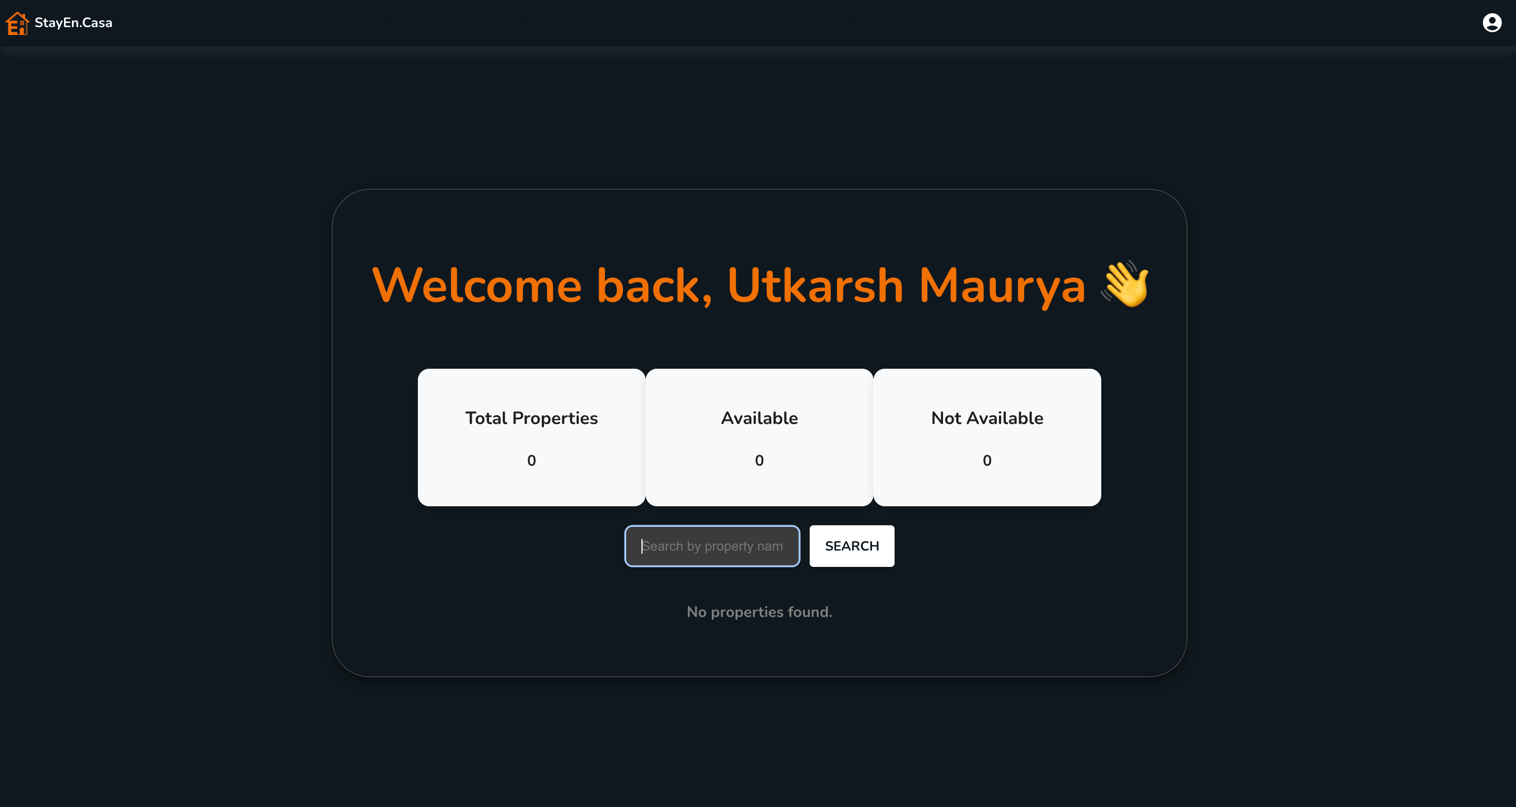 StayEn.Casa
Welcome back, Utkarsh Maurya 👋
Total Properties
Available
Not Available
0
0
0
Search by property nam
SEARCH
No properties found.